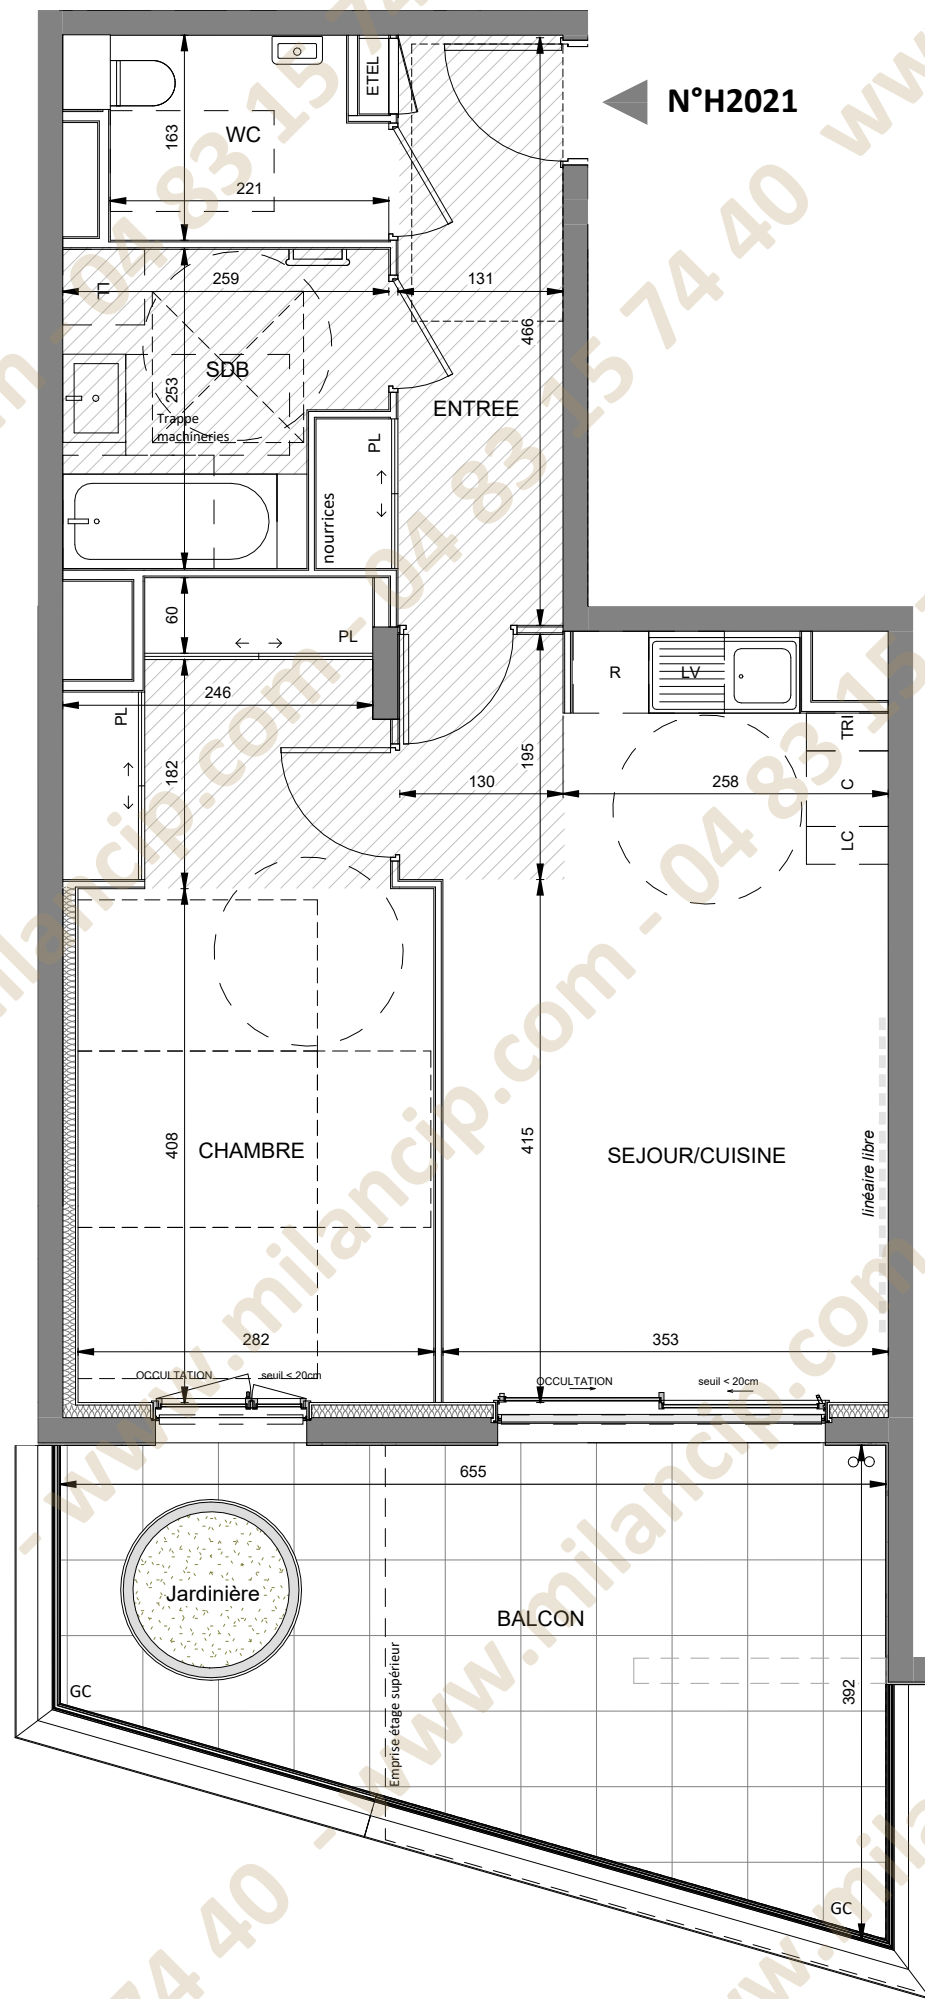 N°H2021
ETEL
WC
163
221
259
131
466
LL
SDB
253
Trappe
machineries
ENTREE
PL
nourrices
60
PL
246
PL
182
195
130
258
R
LV
TRI
C
LC
408
CHAMBRE
415
SEJOUR/CUISINE
linéaire libre
282
353
OCCULTATION
seuil < 20cm
OCCULTATION
seuil < 20cm
655
Jardinière
BALCON
GC
Emprise étage supérieur
392
GC
www.milancip.com - 04 83 15 74 40